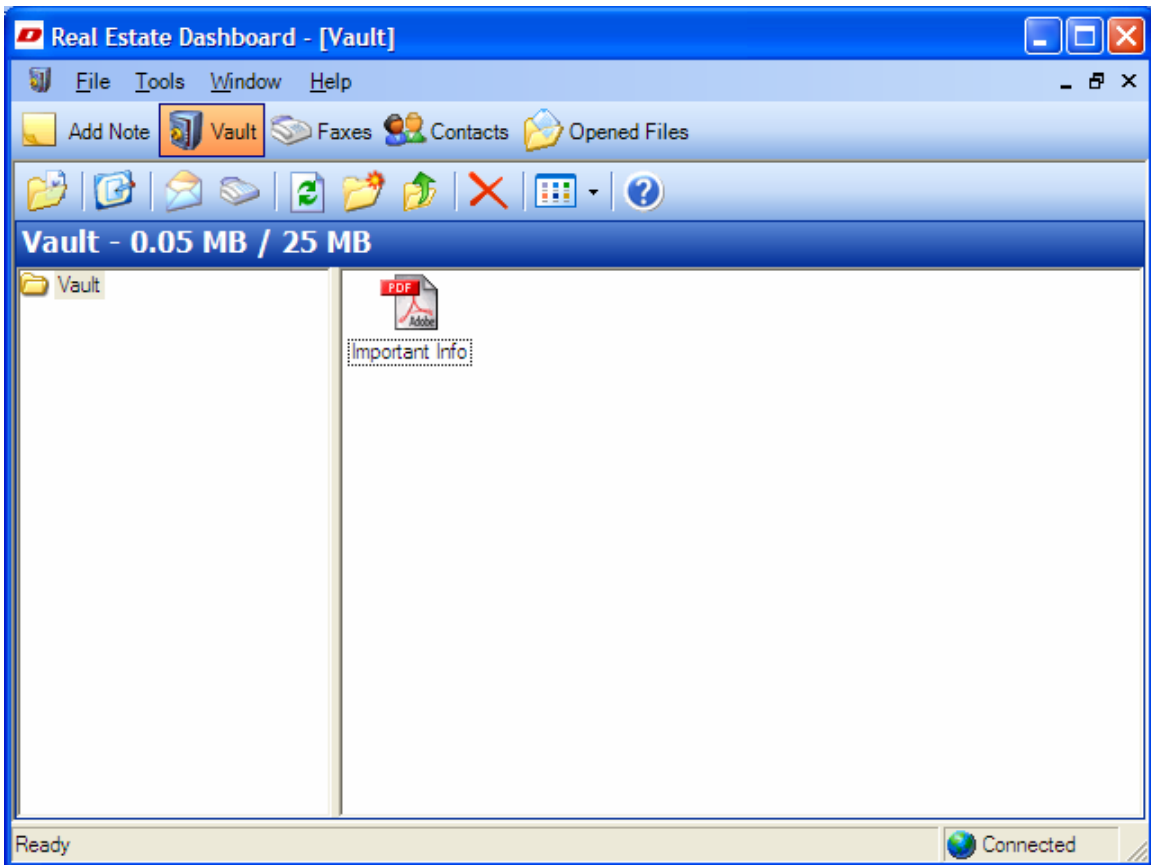 Real Estate Dashboard - [Vault]
File Tools Window Help
Add Note Vault Faxes Contacts Opened Files
Vault - 0.05 MB / 25 MB
Vault
PDF
Adobe
Important Info
Ready Connected